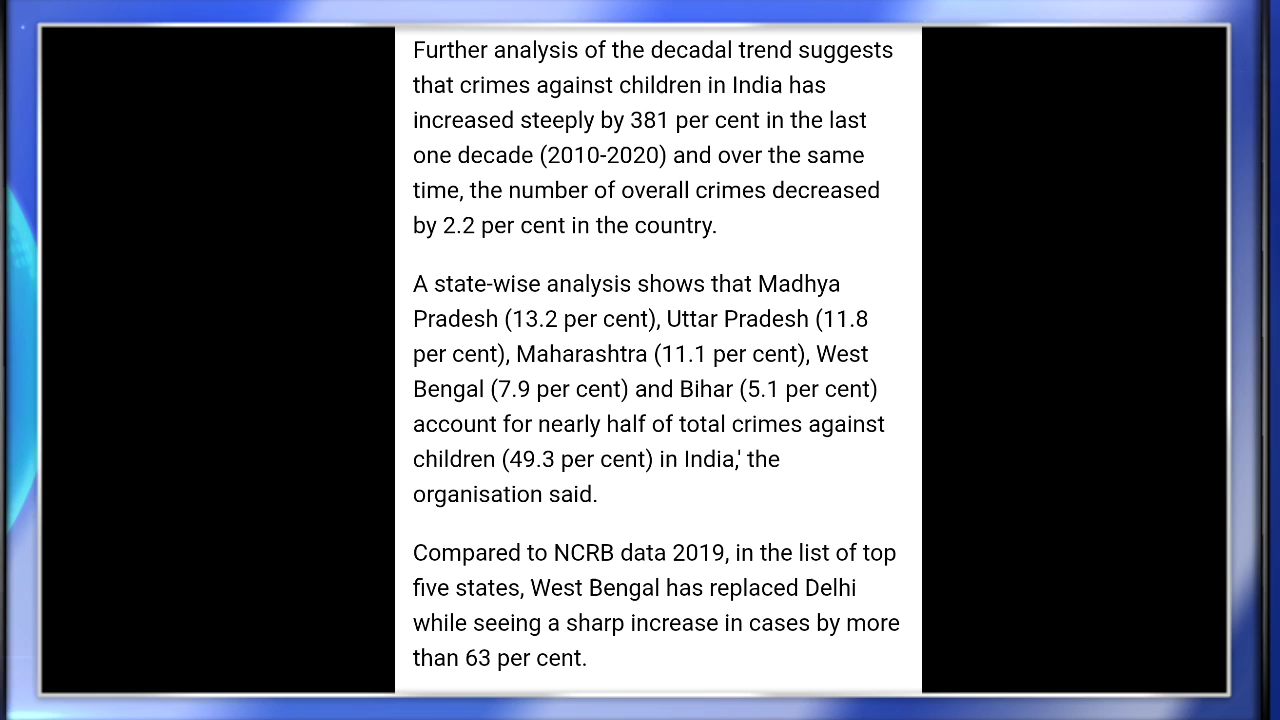 Further analysis of the decadal trend suggests
that crimes against children in India has
increased steeply by 381 per cent in the last
one decade (2010-2020) and over the same
time, the number of overall crimes decreased
by 2.2 per cent in the country.
A state-wise analysis shows that Madhya
Pradesh (13.2 per cent), Uttar Pradesh (11.8
per cent), Maharashtra (11.1 per cent), West
Bengal (7.9 per cent) and Bihar (5.1 per cent)
account for nearly half of total crimes against
children (49.3 per cent) in India,' the
organisation said.
Compared to NCRB data 2019, in the list of top
five states, West Bengal has replaced Delhi
while seeing a sharp increase in cases by more
than 63 per cent.